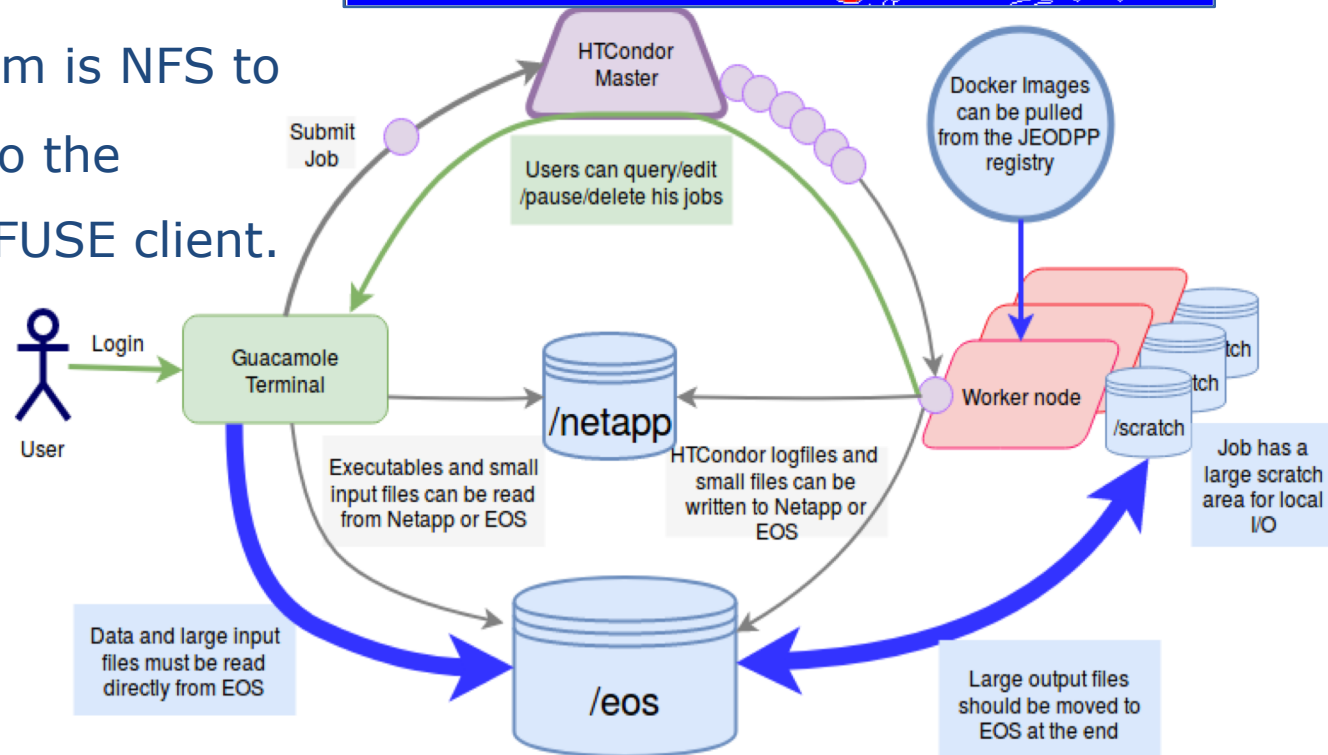 m is NFS to
o the
FUSE client.
HTCondor
Master
Submit
Job
Users can query/edit
/pause/delete his jobs
Docker Images
can be pulled
from the JEODPP
registry
Login
User
Guacamole
Terminal
/netapp
Worker node
tch
tch
/scratch
Job has a
large scratch
area for local
I/O
Executables and small
input files can be read
from Netapp or EOS
HTCondor logfiles and
small files can be
written to Netapp or
EOS
Data and large input
files must be read
directly from EOS
/eos
Large output files
should be moved to
EOS at the end